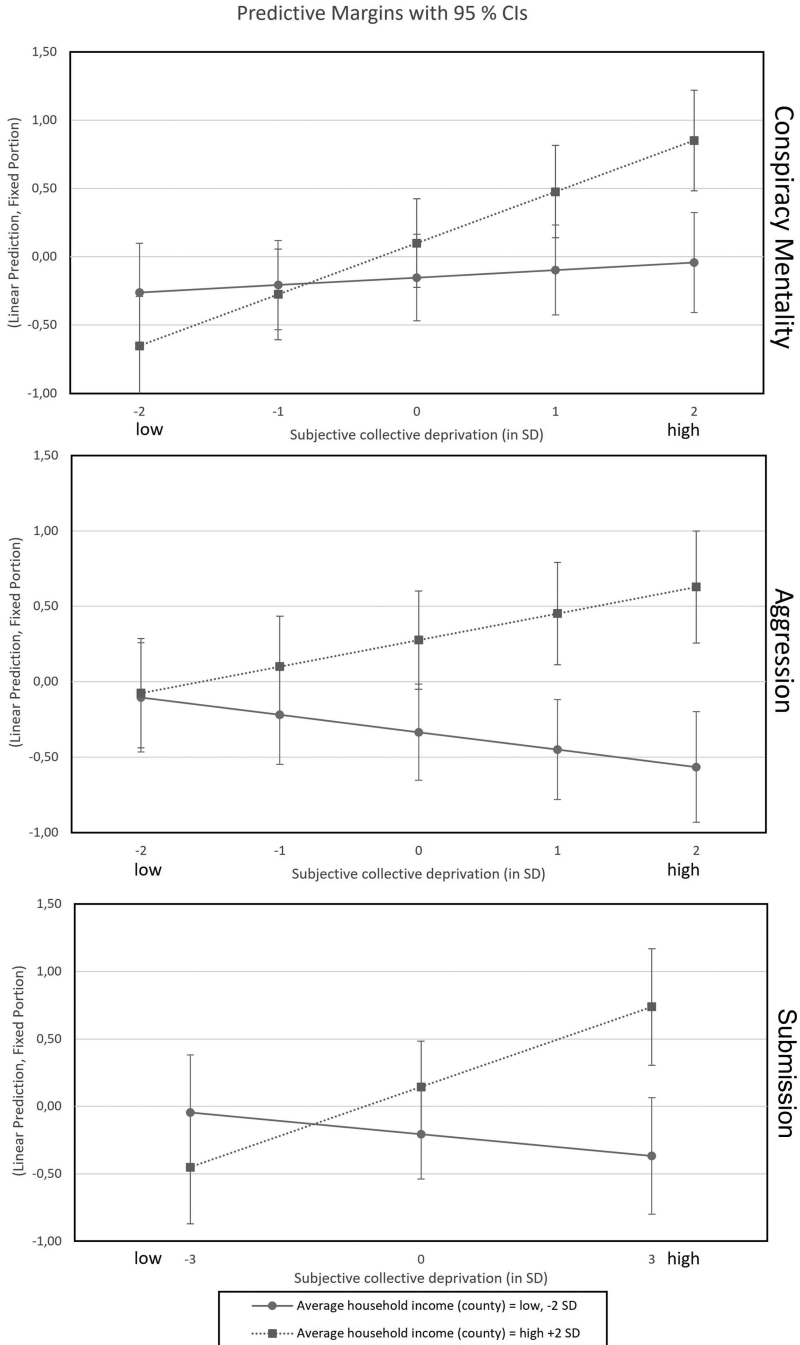 Predictive Margins with 95 % CIs
(Linear Prediction, Fixed Portion)
1,50
1,00
0,50
0,00
-0,50
-1,00
-2 -1 0 1 2
low high
Subjective collective deprivation (in SD)
Conspiracy Mentality
(Linear Prediction, Fixed Portion)
1,50
1,00
0,50
0,00
-0,50
-1,00
-2 -1 0 1 2
low high
Subjective collective deprivation (in SD)
Aggression
(Linear Prediction, Fixed Portion)
1,50
1,00
0,50
0,00
-0,50
-1,00
low -3 0 3 high
Subjective collective deprivation (in SD)
Submission
Average household income (county) = low, -2 SD
Average household income (county) = high +2 SD